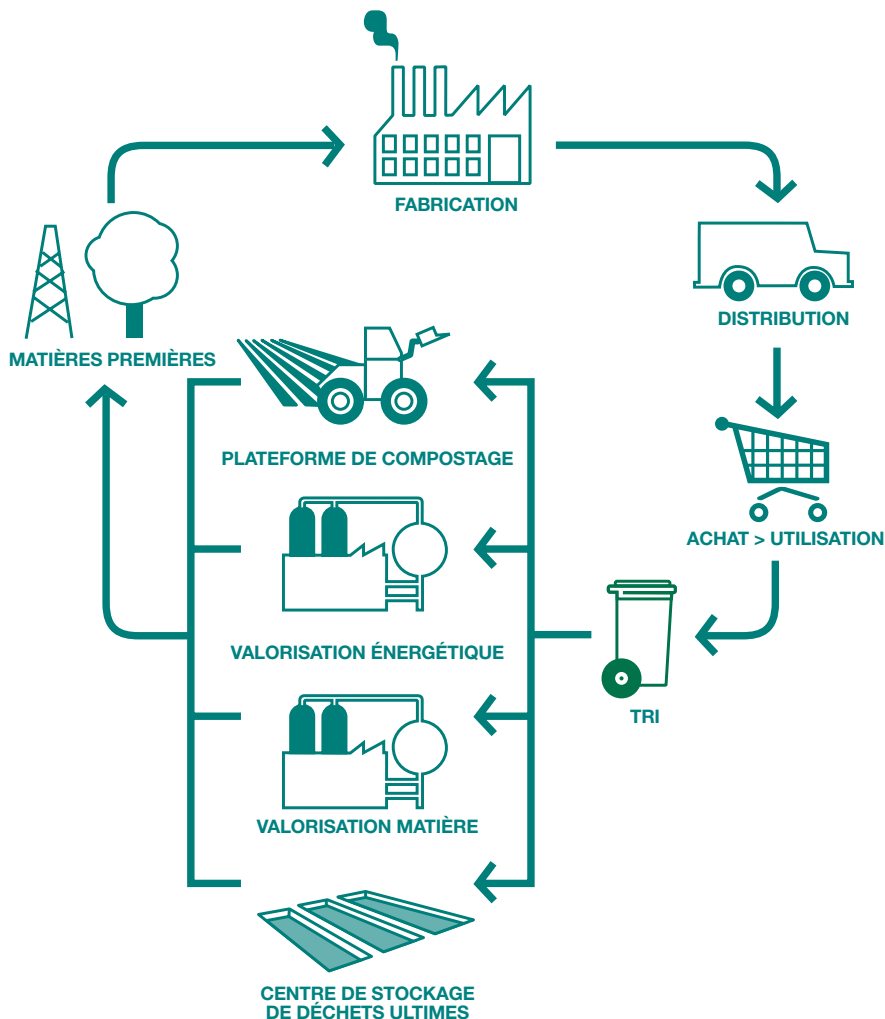 FABRICATION
DISTRIBUTION
MATIÈRES PREMIÈRES
PLATEFORME DE COMPOSTAGE
ACHAT > UTILISATION
VALORISATION ÉNERGÉTIQUE
TRI
VALORISATION MATIÈRE
CENTRE DE STOCKAGE
DE DÉCHETS ULTIMES